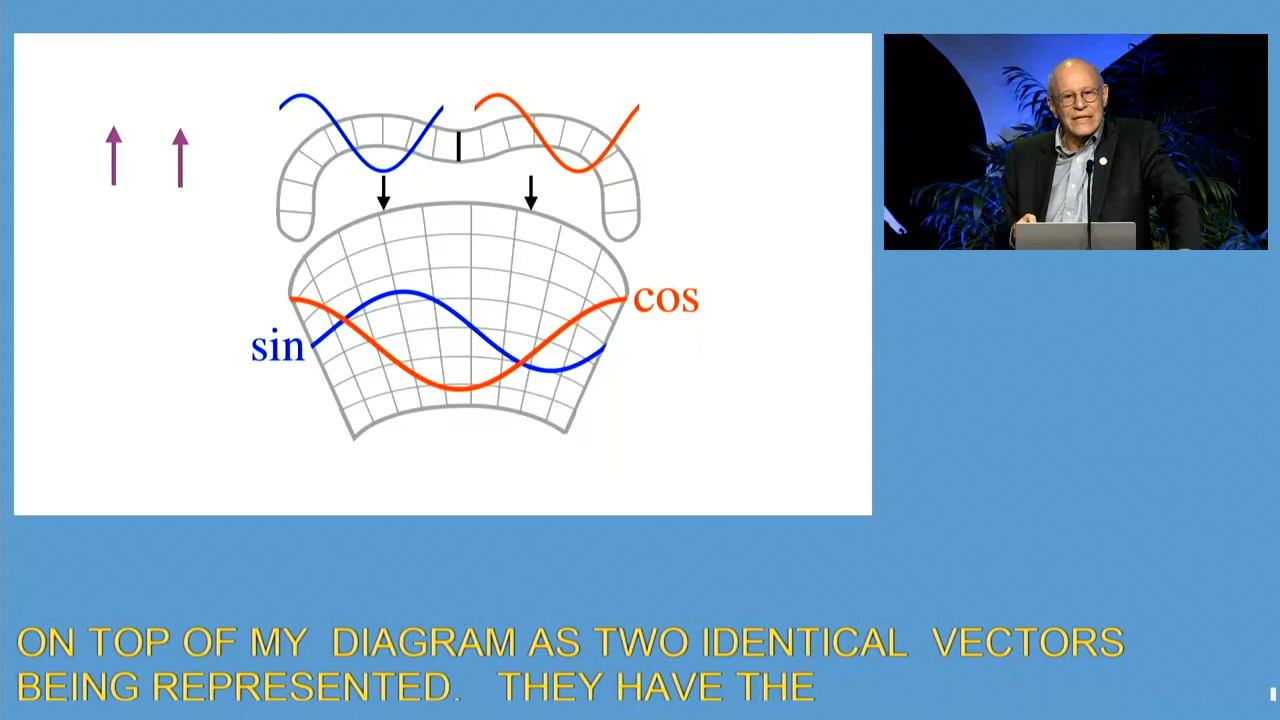 sin
cos
ON TOP OF MY DIAGRAM AS TWO IDENTICAL VECTORS
BEING REPRESENTED. THEY HAVE THE